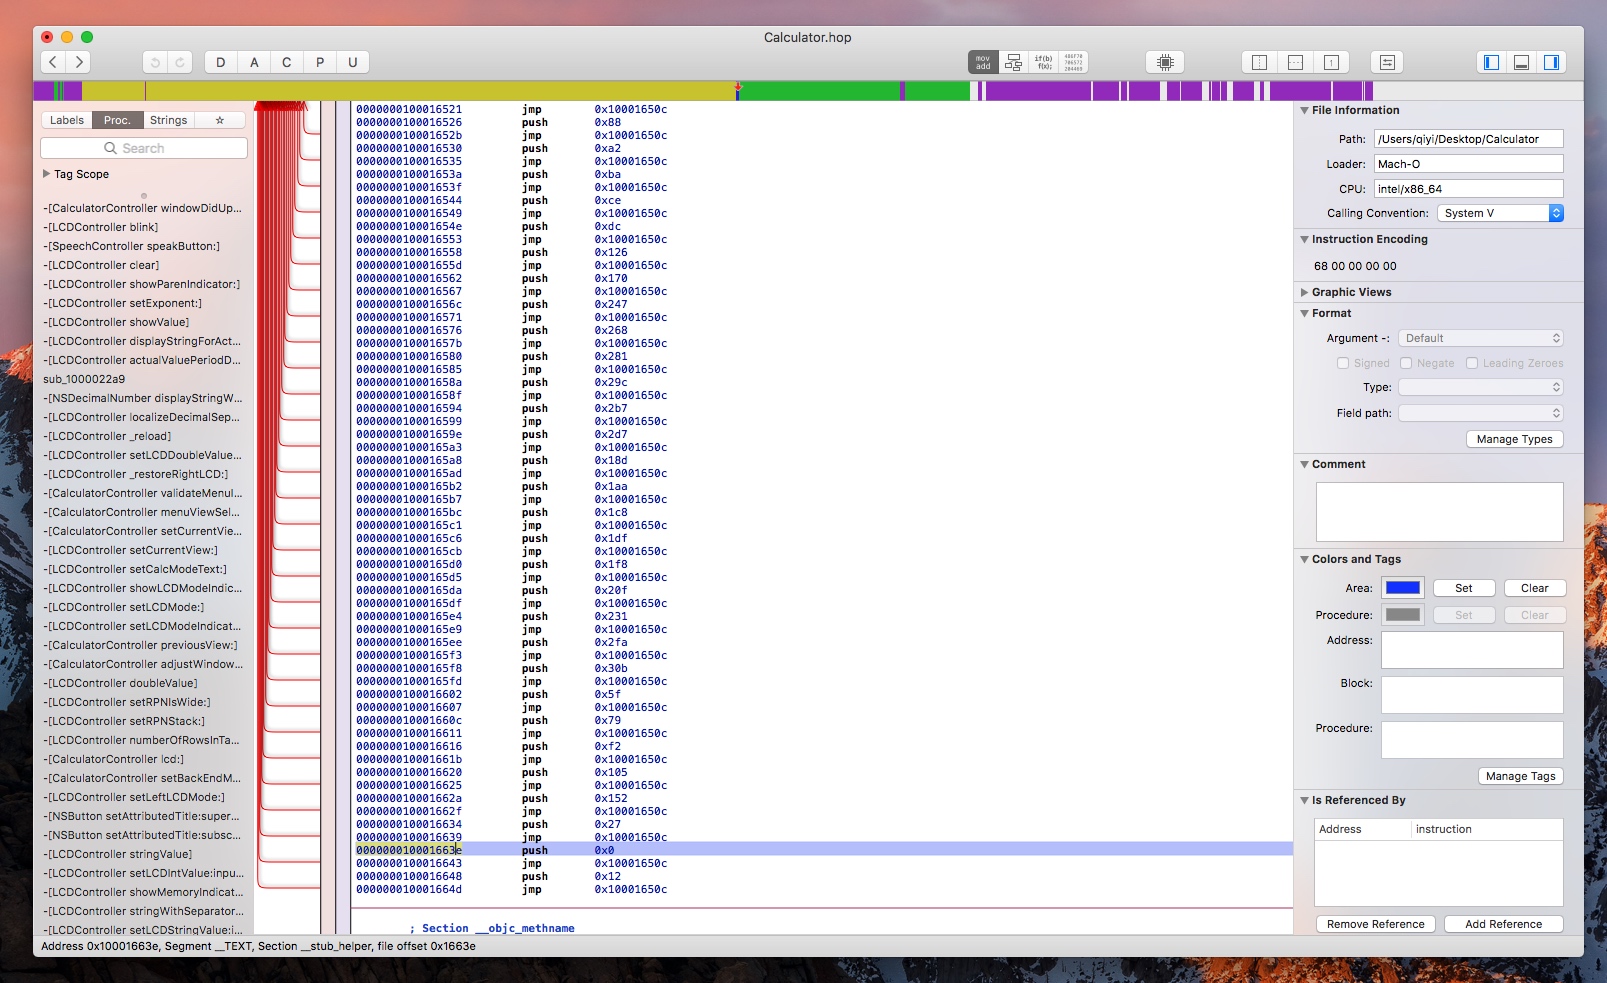 Calculator.hop
D A C P U
mov add
if(b) f(x);
Labels Proc. Strings ☆
Search
Tag Scope
-[CalculatorController windowDidUp...
-[LCDController blink]
-[SpeechController speakButton:]
-[LCDController clear]
-[LCDController showParenIndicator:]
-[LCDController setExponent:]
-[LCDController showValue]
-[LCDController displayStringForAct...
-[LCDController actualValuePeriodD...
sub_1000022a9
-[NSDecimalNumber displayStringW...
-[LCDController localizeDecimalSep...
-[LCDController _reload]
-[LCDController setLCDDoubleValue...
-[LCDController _restoreRightLCD:]
-[CalculatorController validateMenuI...
-[CalculatorController menuViewSel...
-[CalculatorController setCurrentVie...
-[LCDController setCurrentView:]
-[LCDController setCalcModeText:]
-[LCDController showLCDModeIndic...
-[LCDController setLCDMode:]
-[LCDController setLCDModeIndicat...
-[CalculatorController previousView:]
-[CalculatorController adjustWindow...
-[LCDController doubleValue]
-[LCDController setRPNIsWide:]
-[LCDController setRPNStack:]
-[LCDController numberOfRowsInTa...
-[CalculatorController lcd:]
-[CalculatorController setBackEndM...
-[LCDController setLeftLCDMode:]
-[NSButton setAttributedTitle:super...
-[NSButton setAttributedTitle:subsc...
-[LCDController stringValue]
-[LCDController setLCDIntValue:inpu...
-[LCDController showMemoryIndicat...
-[LCDController stringWithSeparator...
-[LCDController setLCDStringValue:i...
0000000100016521 jmp 0x10001650c
0000000100016526 push 0x88
000000010001652b jmp 0x10001650c
0000000100016530 push 0xa2
0000000100016535 jmp 0x10001650c
000000010001653a push 0xba
000000010001653f jmp 0x10001650c
0000000100016544 push 0xce
0000000100016549 jmp 0x10001650c
000000010001654e push 0xdc
0000000100016553 jmp 0x10001650c
0000000100016558 push 0x126
000000010001655d jmp 0x10001650c
0000000100016562 push 0x170
0000000100016567 jmp 0x10001650c
000000010001656c push 0x247
0000000100016571 jmp 0x10001650c
0000000100016576 push 0x268
000000010001657b jmp 0x10001650c
0000000100016580 push 0x281
0000000100016585 jmp 0x10001650c
000000010001658a push 0x29c
000000010001658f jmp 0x10001650c
0000000100016594 push 0x2b7
0000000100016599 jmp 0x10001650c
000000010001659e push 0x2d7
00000001000165a3 jmp 0x10001650c
00000001000165a8 push 0x18d
00000001000165ad jmp 0x10001650c
00000001000165b2 push 0x1aa
00000001000165b7 jmp 0x10001650c
00000001000165bc push 0x1c8
00000001000165c1 jmp 0x10001650c
00000001000165c6 push 0x1df
00000001000165cb jmp 0x10001650c
00000001000165d0 push 0x1f8
00000001000165d5 jmp 0x10001650c
00000001000165da push 0x20f
00000001000165df jmp 0x10001650c
00000001000165e4 push 0x231
00000001000165e9 jmp 0x10001650c
00000001000165ee push 0x2fa
00000001000165f3 jmp 0x10001650c
00000001000165f8 push 0x30b
00000001000165fd jmp 0x10001650c
0000000100016602 push 0x5f
0000000100016607 jmp 0x10001650c
000000010001660c push 0x79
0000000100016611 jmp 0x10001650c
0000000100016616 push 0xf2
000000010001661b jmp 0x10001650c
0000000100016620 push 0x105
0000000100016625 jmp 0x10001650c
000000010001662a push 0x152
000000010001662f jmp 0x10001650c
0000000100016634 push 0x27
0000000100016639 jmp 0x10001650c
000000010001663e push 0x0
0000000100016643 jmp 0x10001650c
0000000100016648 push 0x12
000000010001664d jmp 0x10001650c
; Section __objc_methname
File Information
Path: /Users/qiyi/Desktop/Calculator
Loader: Mach-O
CPU: intel/x86_64
Calling Convention: System V
Instruction Encoding
68 00 00 00 00
Graphic Views
Format
Argument -: Default
Signed Negate Leading Zeroes
Type:
Field path:
Manage Types
Comment
Colors and Tags
Area: Set Clear
Procedure: Set Clear
Address:
Block:
Procedure:
Manage Tags
Is Referenced By
Address instruction
Remove Reference Add Reference
Address 0x10001663e, Segment __TEXT, Section __stub_helper, file offset 0x1663e